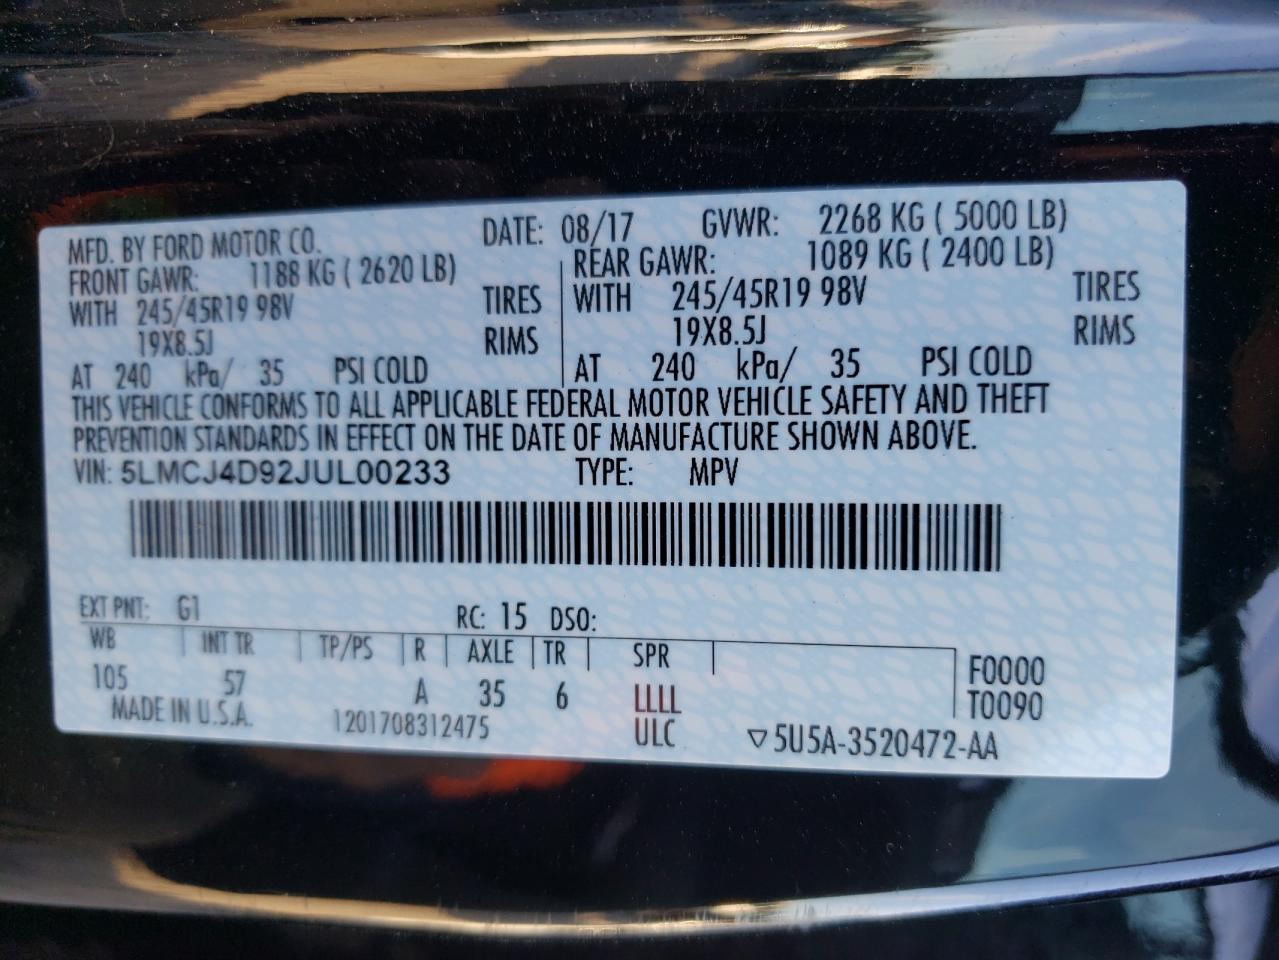 MFD. BY FORD MOTOR CO. DATE: 08/17 GVWR: 2268 KG ( 5000 LB)
FRONT GAWR: 1188 KG ( 2620 LB) REAR GAWR: 1089 KG ( 2400 LB)
WITH 245/45R19 98V TIRES WITH 245/45R19 98V TIRES
19X8.5J RIMS 19X8.5J RIMS
AT 240 kPa/ 35 PSI COLD AT 240 kPa/ 35 PSI COLD
THIS VEHICLE CONFORMS TO ALL APPLICABLE FEDERAL MOTOR VEHICLE SAFETY AND THEFT
PREVENTION STANDARDS IN EFFECT ON THE DATE OF MANUFACTURE SHOWN ABOVE.
VIN: 5LMCJ4D92JUL00233 TYPE: MPV
EXT PNT: G1 RC: 15 DSO:
WB INT TR TP/PS R AXLE TR SPR F0000
105 57 A 35 6 LLLL T0090
MADE IN U.S.A. 1201708312475 ULC ▽5U5A-3520472-AA